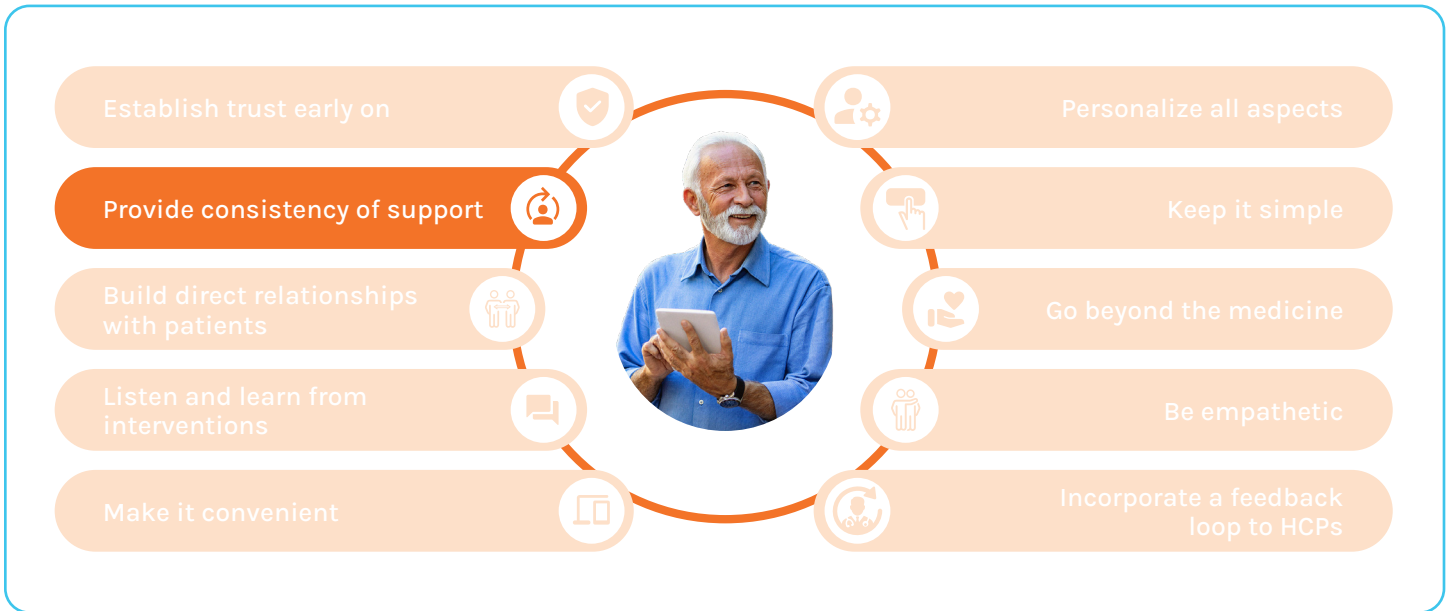 Establish trust early on
Provide consistency of support
Build direct relationships
with patients
Listen and learn from
interventions
Make it convenient
Personalize all aspects
Keep it simple
Go beyond the medicine
Be empathetic
Incorporate a feedback
loop to HCPs